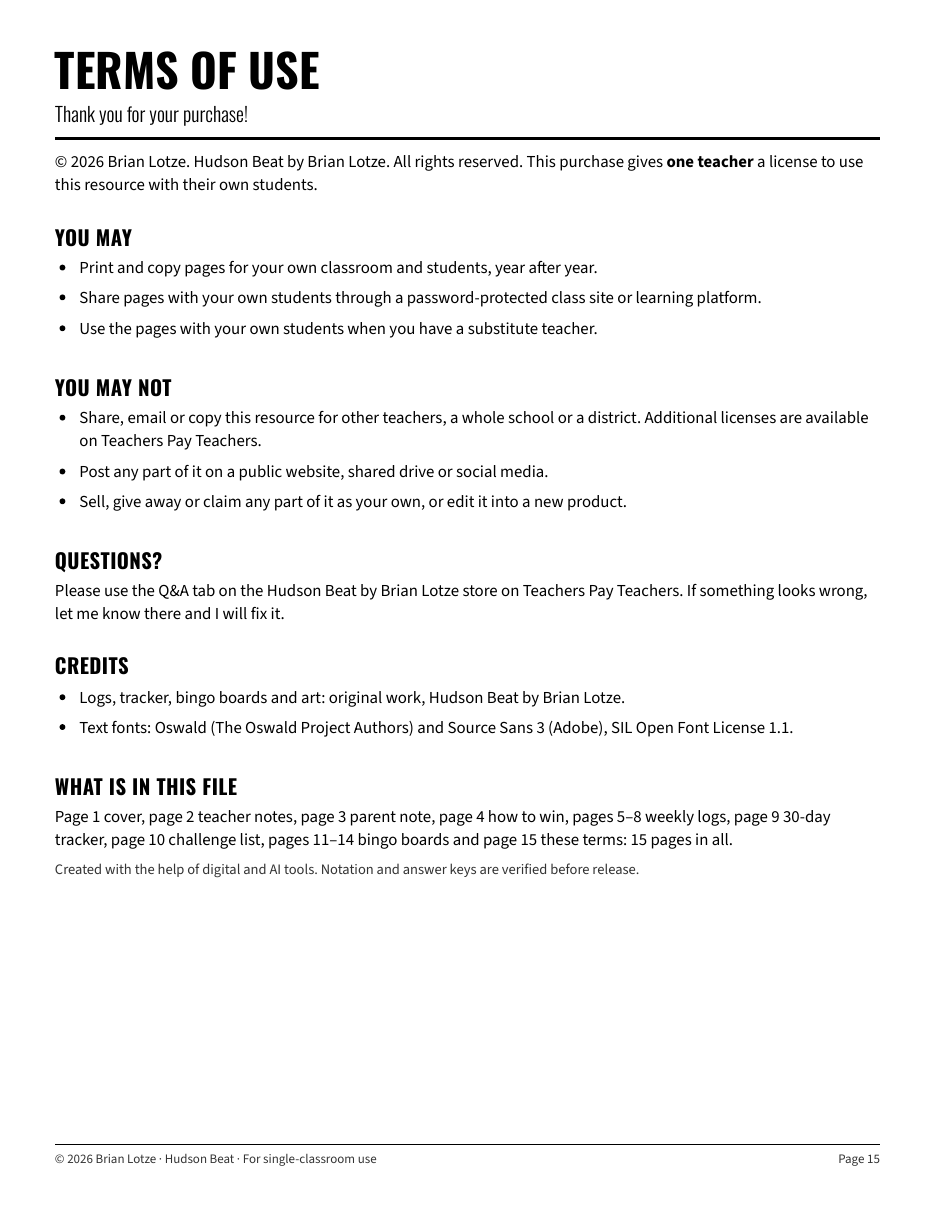 TERMS OF USE
Thank you for your purchase!
© 2026 Brian Lotze. Hudson Beat by Brian Lotze. All rights reserved. This purchase gives one teacher a license to use
this resource with their own students.
YOU MAY
• Print and copy pages for your own classroom and students, year after year.
• Share pages with your own students through a password-protected class site or learning platform.
• Use the pages with your own students when you have a substitute teacher.
YOU MAY NOT
• Share, email or copy this resource for other teachers, a whole school or a district. Additional licenses are available
on Teachers Pay Teachers.
• Post any part of it on a public website, shared drive or social media.
• Sell, give away or claim any part of it as your own, or edit it into a new product.
QUESTIONS?
Please use the Q&A tab on the Hudson Beat by Brian Lotze store on Teachers Pay Teachers. If something looks wrong,
let me know there and I will fix it.
CREDITS
• Logs, tracker, bingo boards and art: original work, Hudson Beat by Brian Lotze.
• Text fonts: Oswald (The Oswald Project Authors) and Source Sans 3 (Adobe), SIL Open Font License 1.1.
WHAT IS IN THIS FILE
Page 1 cover, page 2 teacher notes, page 3 parent note, page 4 how to win, pages 5–8 weekly logs, page 9 30-day
tracker, page 10 challenge list, pages 11–14 bingo boards and page 15 these terms: 15 pages in all.
Created with the help of digital and AI tools. Notation and answer keys are verified before release.
© 2026 Brian Lotze · Hudson Beat · For single-classroom use
Page 15